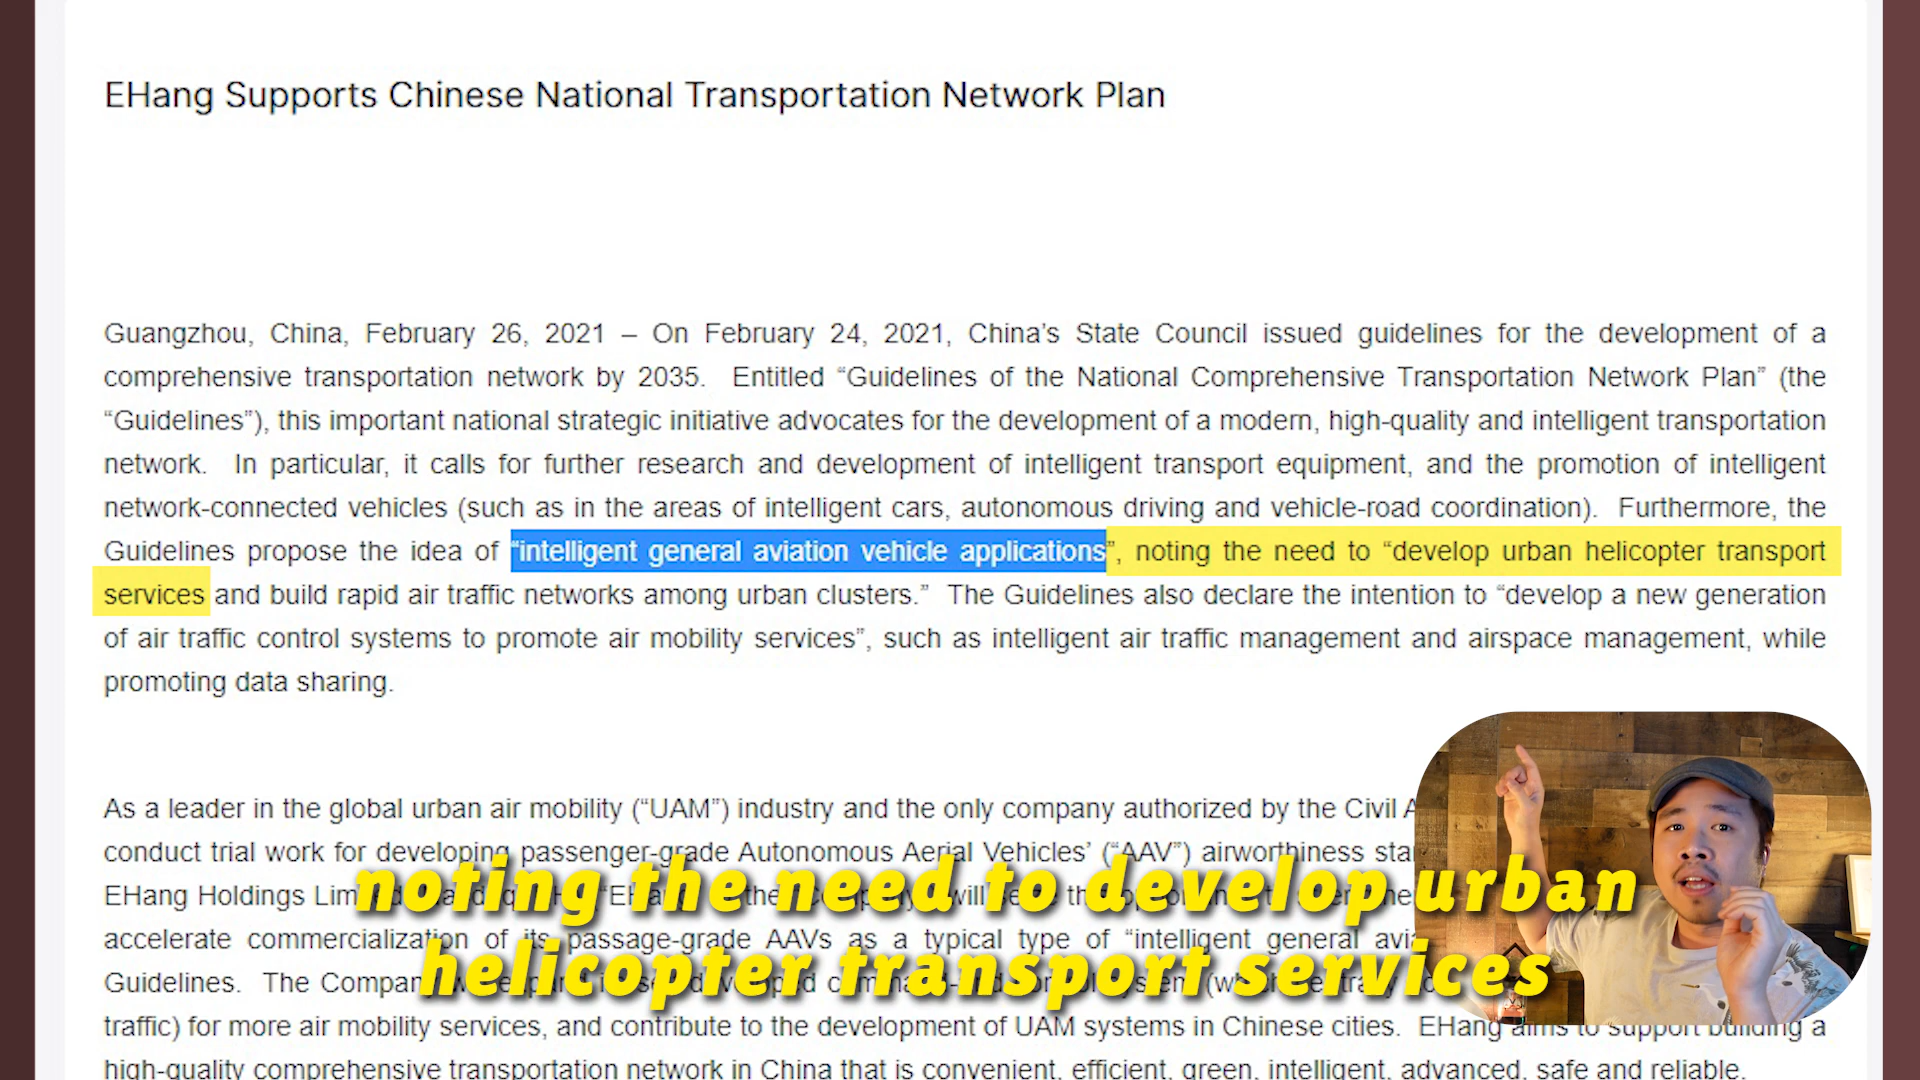 EHang Supports Chinese National Transportation Network Plan
Guangzhou, China, February 26, 2021 – On February 24, 2021, China’s State Council issued guidelines for the development of a
comprehensive transportation network by 2035. Entitled “Guidelines of the National Comprehensive Transportation Network Plan” (the
“Guidelines”), this important national strategic initiative advocates for the development of a modern, high-quality and intelligent transportation
network. In particular, it calls for further research and development of intelligent transport equipment, and the promotion of intelligent
network-connected vehicles (such as in the areas of intelligent cars, autonomous driving and vehicle-road coordination). Furthermore, the
Guidelines propose the idea of “intelligent general aviation vehicle applications”, noting the need to “develop urban helicopter transport
services and build rapid air traffic networks among urban clusters.” The Guidelines also declare the intention to “develop a new generation
of air traffic control systems to promote air mobility services”, such as intelligent air traffic management and airspace management, while
promoting data sharing.
As a leader in the global urban air mobility (“UAM”) industry and the only company authorized by the Civil
conduct trial work for developing passenger-grade Autonomous Aerial Vehicles’ (“AAV”) airworthiness
EHang Holdings
accelerate commercialization of its passage-grade AAVs as a typical type of “intelligent general
Guidelines. The
traffic) for more air mobility services, and contribute to the development of UAM systems in Chinese cities. EHang aims to support building a
high-quality comprehensive transportation network in China that is convenient, efficient, green, intelligent, advanced, safe and reliable.
noting the need to develop urban
helicopter transport services